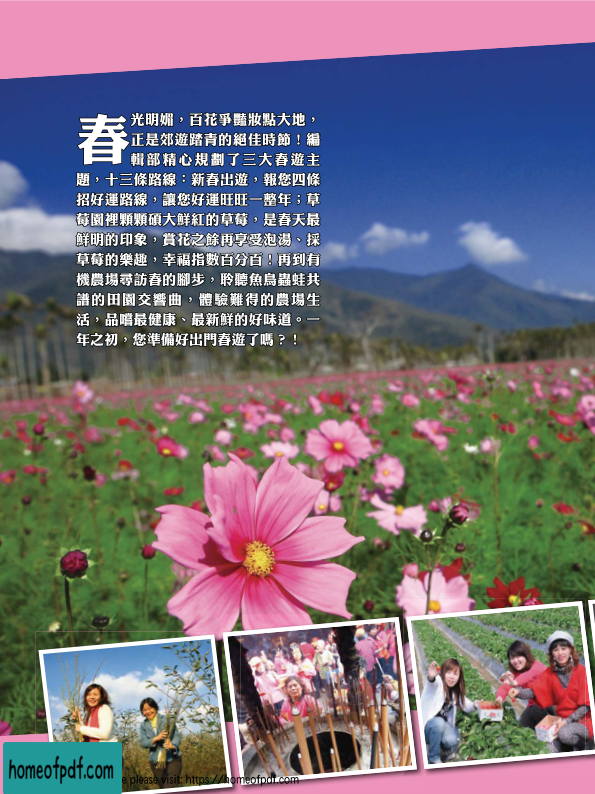 春光明媚，百花爭豔妝點大地，
正是郊遊踏青的絕佳時節！編
輯部精心規劃了三大春遊主
題，十三條路線：新春出遊，報您四條
招好運路線，讓您好運旺旺一整年；草
莓園裡顆顆碩大鮮紅的草莓，是春天最
鮮明的印象，賞花之餘再享受泡湯、採
草莓的樂趣，幸福指數百分百！再到有
機農場尋訪春的腳步，聆聽魚鳥蟲蛙共
譜的田園交響曲，體驗難得的農場生
活，品嚐最健康、最新鮮的好味道。一
年之初，您準備好出門春遊了嗎？！
homeofpdf.com
please visit: https://homeofpdf.com